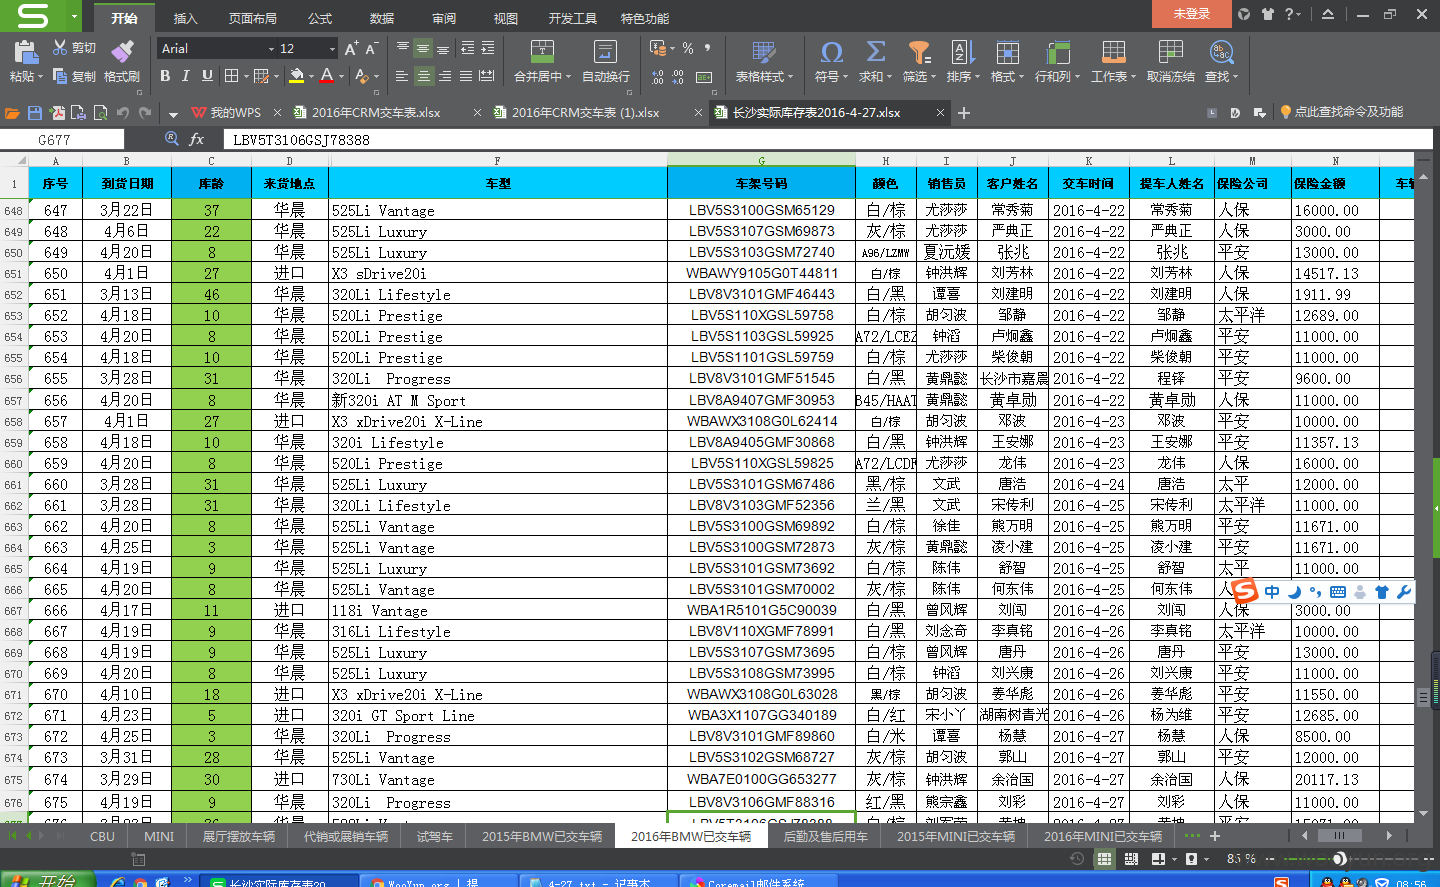 开始 插入 页面布局 公式 数据 审阅 视图 开发工具 特色功能 未登录
剪切 Arial 12
粘贴 复制 格式刷 合并居中 自动换行 表格样式 符号 求和 筛选 排序 格式 行和列 工作表 取消冻结 查找
我的WPS 2016年CRM交车表.xlsx 2016年CRM交车表 (1).xlsx 长沙实际库存表2016-4-27.xlsx 点此查找命令及功能
G677 fx LBV5T3106GSJ78388
A B C D F G H I J K L M N
1 序号 到货日期 库龄 来货地点 车型 车架号码 颜色 销售员 客户姓名 交车时间 提车人姓名 保险公司 保险金额
648 647 3月22日 37 华晨 525Li Vantage LBV5S3100GSM65129 白/棕 尤莎莎 常秀菊 2016-4-22 常秀菊 人保 16000.00
649 648 4月6日 22 华晨 525Li Luxury LBV5S3107GSM69873 灰/棕 尤莎莎 严典正 2016-4-22 严典正 人保 3000.00
650 649 4月20日 8 华晨 525Li Luxury LBV5S3103GSM72740 A96/LZMW 夏沅媛 张兆 2016-4-22 张兆 平安 13000.00
651 650 4月1日 27 进口 X3 sDrive20i WBAWY9105G0T44811 白/棕 钟洪辉 刘芳林 2016-4-22 刘芳林 人保 14517.13
652 651 3月13日 46 华晨 320Li Lifestyle LBV8V3101GMF46443 白/黑 谭喜 刘建明 2016-4-22 刘建明 人保 1911.99
653 652 4月18日 10 华晨 520Li Prestige LBV5S110XGSL59758 白/棕 胡匀波 邹静 2016-4-22 邹静 太平洋 12689.00
654 653 4月20日 8 华晨 520Li Prestige LBV5S1103GSL59925 A72/LCEZ 钟滔 卢炯鑫 2016-4-22 卢炯鑫 平安 11000.00
655 654 4月18日 10 华晨 520Li Prestige LBV5S1101GSL59759 白/棕 尤莎莎 柴俊朝 2016-4-22 柴俊朝 平安 11000.00
656 655 3月28日 31 华晨 320Li Progress LBV8V3101GMF51545 白/黑 黄鼎懿 长沙市嘉晨 2016-4-22 程铎 平安 9600.00
657 656 4月20日 8 华晨 新320i AT M Sport LBV8A9407GMF30953 B45/HAAT 黄鼎懿 黄卓勋 2016-4-22 黄卓勋 人保 11000.00
658 657 4月1日 27 进口 X3 xDrive20i X-Line WBAWX3108G0L62414 白/棕 胡匀波 邓波 2016-4-22 邓波 平安 10000.00
659 658 4月18日 10 华晨 320i Lifestyle LBV8A9405GMF30868 白/黑 钟洪辉 王安娜 2016-4-23 王安娜 平安 11357.13
660 659 4月20日 8 华晨 520Li Prestige LBV5S110XGSL59825 尤莎莎 龙伟 2016-4-23 龙伟 人保 16000.00
661 660 3月28日 31 华晨 525Li Luxury LBV5S3101GSM67486 黑/棕 文武 唐浩 2016-4-24 唐浩 太平 12000.00
662 661 3月28日 31 华晨 320Li Lifestyle LBV8V3103GMF52356 兰/黑 文武 宋传利 2016-4-25 宋传利 太平洋 11000.00
663 662 4月20日 8 华晨 525Li Vantage LBV5S3100GSM69892 白/棕 徐佳 熊万明 2016-4-25 熊万明 平安 11671.00
664 663 4月25日 3 华晨 525Li Vantage LBV5S3100GSM72873 灰/棕 黄鼎懿 凌小建 2016-4-25 凌小建 平安 11671.00
665 664 4月19日 9 华晨 525Li Luxury LBV5S3101GSM73692 白/棕 陈伟 舒智 2016-4-25 舒智 太平 11000.00
666 665 4月20日 8 华晨 525Li Vantage LBV5S3101GSM70002 灰/棕 陈伟 何东伟 2016-4-26 何东伟 中
667 666 4月17日 11 进口 118i Vantage WBA1R5101G5C90039 白/黑 曾风辉 刘闯 2016-4-26 刘闯 人保 3000.00
668 667 4月19日 9 华晨 316Li Lifestyle LBV8V110XGMF78991 白/黑 刘念奇 李真铭 2016-4-26 李真铭 太平洋 10000.00
669 668 4月19日 9 华晨 525Li Luxury LBV5S3107GSM73695 白/棕 曾风辉 唐丹 2016-4-26 唐丹 平安 13000.00
670 669 4月20日 8 华晨 525Li Luxury LBV5S3108GSM73995 白/棕 钟滔 刘兴康 2016-4-26 刘兴康 平安 11000.00
671 670 4月10日 18 进口 X3 xDrive20i X-Line WBAWX3108G0L63028 黑/棕 胡匀波 姜华彪 2016-4-26 姜华彪 平安 11550.00
672 671 4月23日 5 进口 320i GT Sport Line WBA3X1107GG340189 白/红 宋小丫 湖南树青光 2016-4-26 杨为维 平安 12685.00
673 672 4月25日 3 华晨 320Li Progress LBV8V3101GMF89860 白/米 谭喜 杨慧 2016-4-27 杨慧 人保 8500.00
674 673 3月31日 28 华晨 525Li Vantage LBV5S3102GSM68727 灰/棕 胡匀波 郭山 2016-4-27 郭山 平安 12000.00
675 674 3月29日 30 进口 730Li Vantage WBA7E0100GG653277 灰/棕 钟洪辉 余治国 2016-4-27 余治国 人保 20117.13
676 675 4月19日 9 华晨 320Li Progress LBV8V3106GMF88316 红/黑 熊宗鑫 刘彩 2016-4-27 刘彩 人保 11000.00
CBU MINI 展厅摆放车辆 代销或展销车辆 试驾车 2015年BMW已交车辆 2016年BMW已交车辆 后勤及售后用车 2015年MINI已交车辆 2016年MINI已交车辆
85 %
开始 长沙实际库存表20... WooYun.org | 提... 4-27.txt - 记事本 Coremail邮件系统... 08:56